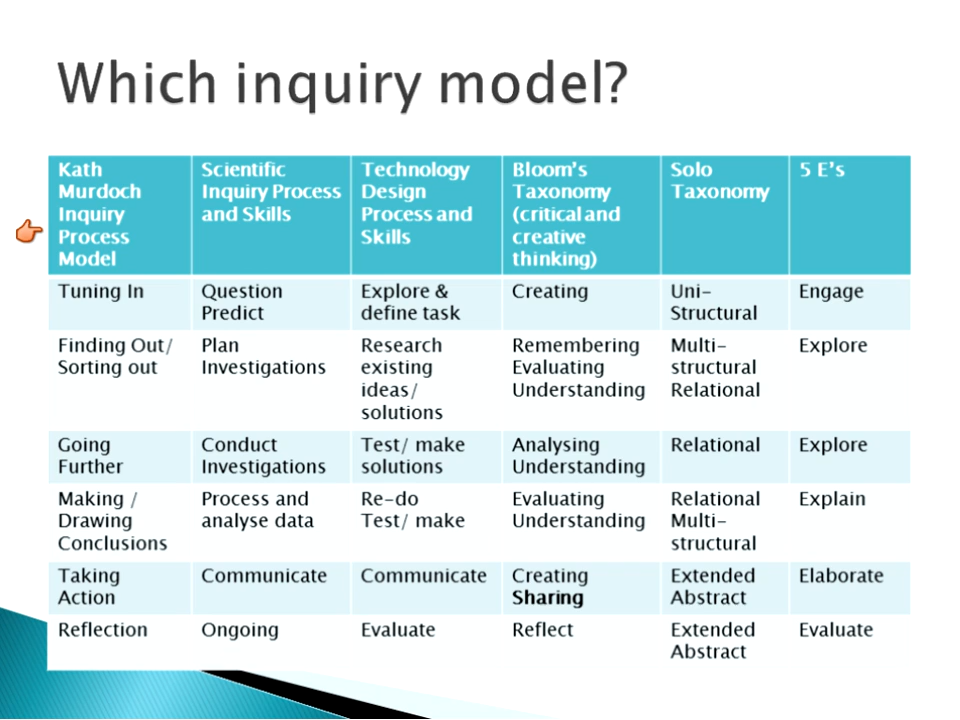 Which inquiry model?
Kath
Murdoch
Inquiry
Process
Model
Scientific
Inquiry Process
and Skills
Technology
Design
Process and
Skills
Bloom's
Taxonomy
(critical and
creative
thinking)
Solo
Taxonomy
5 E's
Tuning In
Question
Predict
Explore &
define task
Creating
Uni-
Structural
Engage
Finding Out/
Sorting out
Plan
Investigations
Research
existing
ideas/
solutions
Remembering
Evaluating
Understanding
Multi-
structural
Relational
Explore
Going
Further
Conduct
Investigations
Test/ make
solutions
Analysing
Understanding
Relational
Explore
Making /
Drawing
Conclusions
Process and
analyse data
Re-do
Test/ make
Evaluating
Understanding
Relational
Multi-
structural
Explain
Taking
Action
Communicate
Communicate
Creating
Sharing
Extended
Abstract
Elaborate
Reflection
Ongoing
Evaluate
Reflect
Extended
Abstract
Evaluate